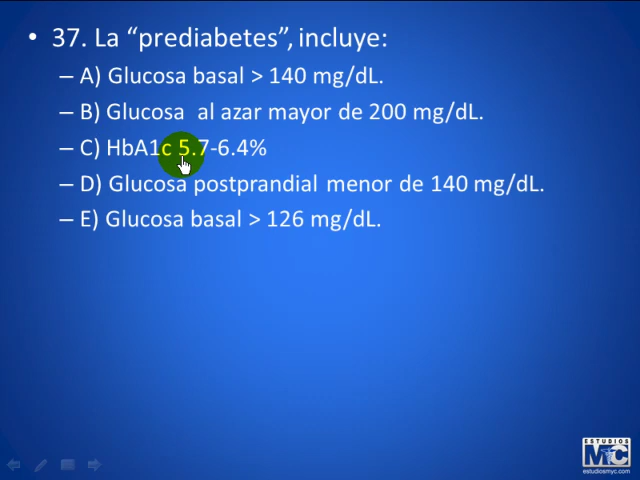 • 37. La “prediabetes”, incluye:
– A) Glucosa basal > 140 mg/dL.
– B) Glucosa al azar mayor de 200 mg/dL.
– C) HbA1c 5.7-6.4%
– D) Glucosa postprandial menor de 140 mg/dL.
– E) Glucosa basal > 126 mg/dL.
ESTUDIOS
MyC
estudiosmyc.com